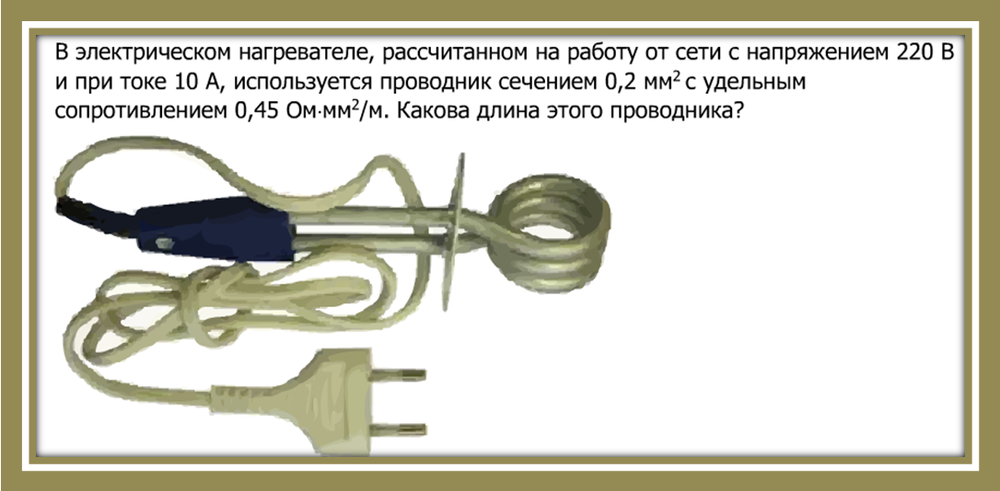 В электрическом нагревателе, рассчитанном на работу от сети с напряжением 220 В
и при токе 10 А, используется проводник сечением 0,2 мм² с удельным
сопротивлением 0,45 Ом·мм²/м. Какова длина этого проводника?